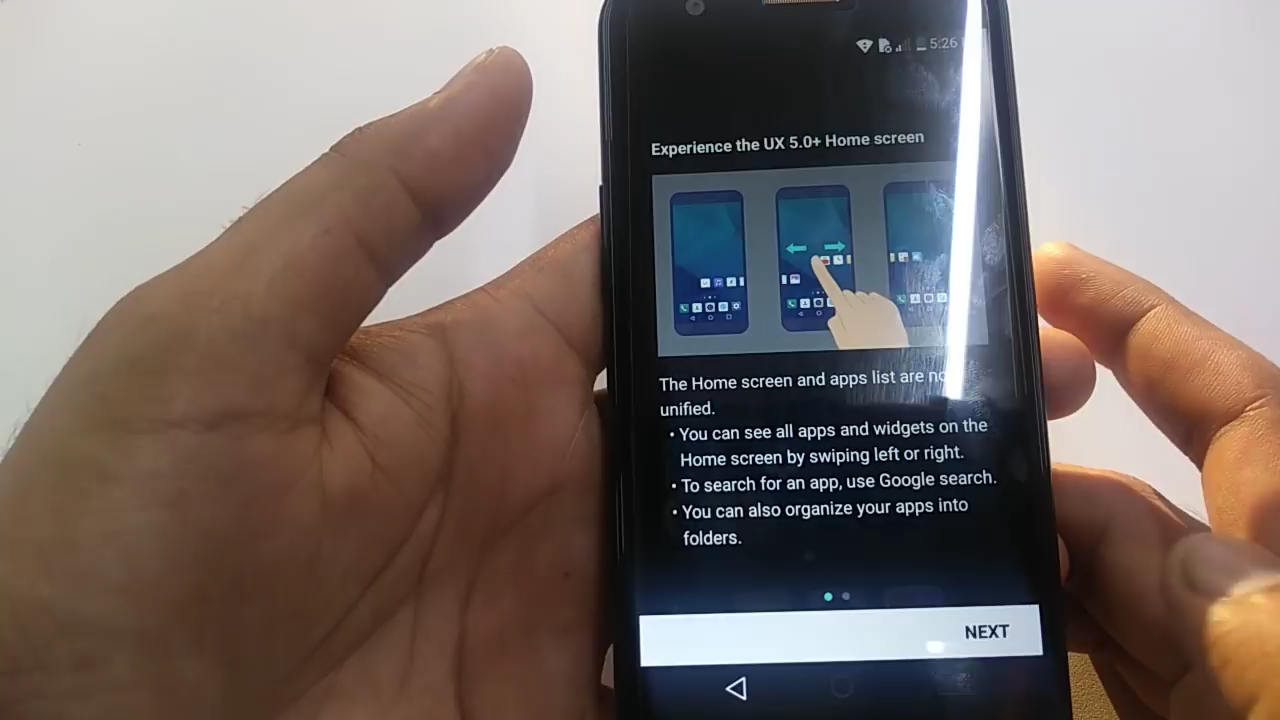 5:26
Experience the UX 5.0+ Home screen
The Home screen and apps list are
unified.
• You can see all apps and widgets on the
Home screen by swiping left or right.
• To search for an app, use Google search.
• You can also organize your apps into
folders.
NEXT